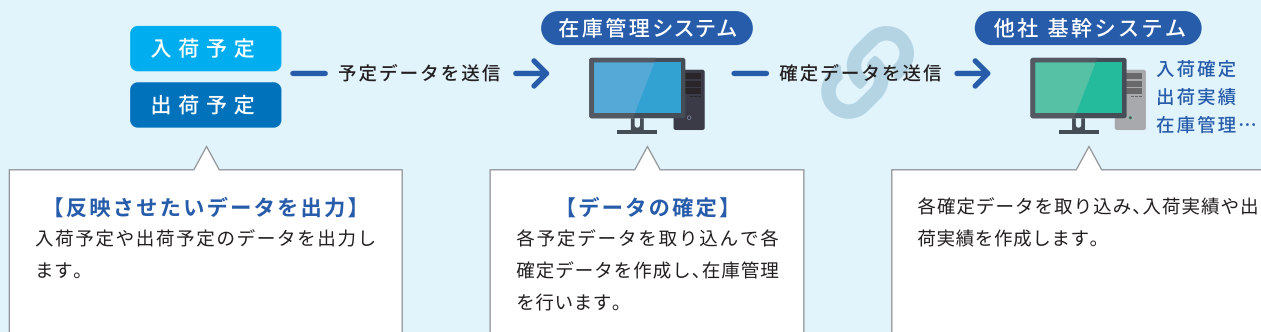 入荷予定
出荷予定
予定データを送信
在庫管理システム
確定データを送信
他社 基幹システム
入荷確定
出荷実績
在庫管理…
【反映させたいデータを出力】
入荷予定や出荷予定のデータを出力し
ます。
【データの確定】
各予定データを取り込んで各
確定データを作成し、在庫管理
を行います。
各確定データを取り込み、入荷実績や出
荷実績を作成します。